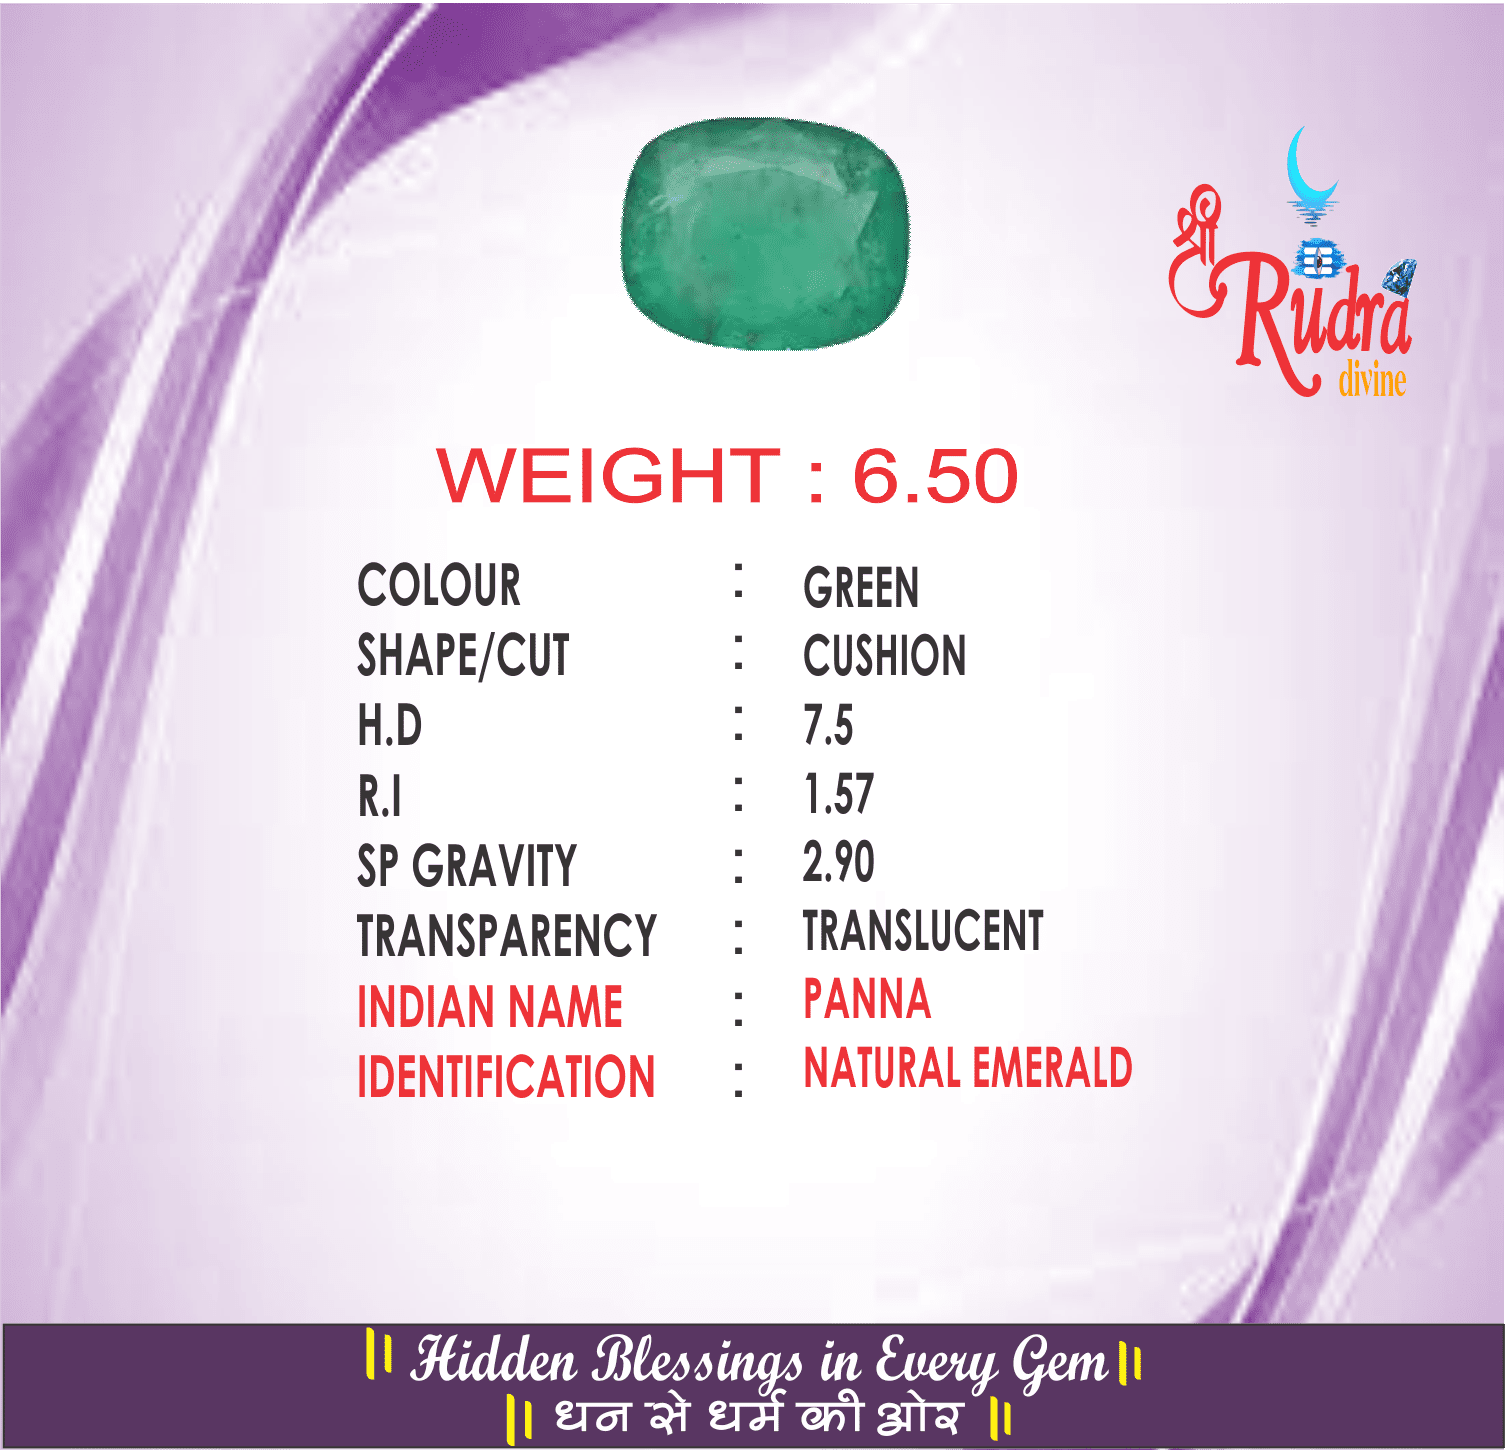 श्री
Rudra
divine
WEIGHT : 6.50
COLOUR : GREEN
SHAPE/CUT : CUSHION
H.D : 7.5
R.I : 1.57
SP GRAVITY : 2.90
TRANSPARENCY : TRANSLUCENT
INDIAN NAME : PANNA
IDENTIFICATION : NATURAL EMERALD
|| Hidden Blessings in Every Gem ||
|| धन से धर्म की ओर ||